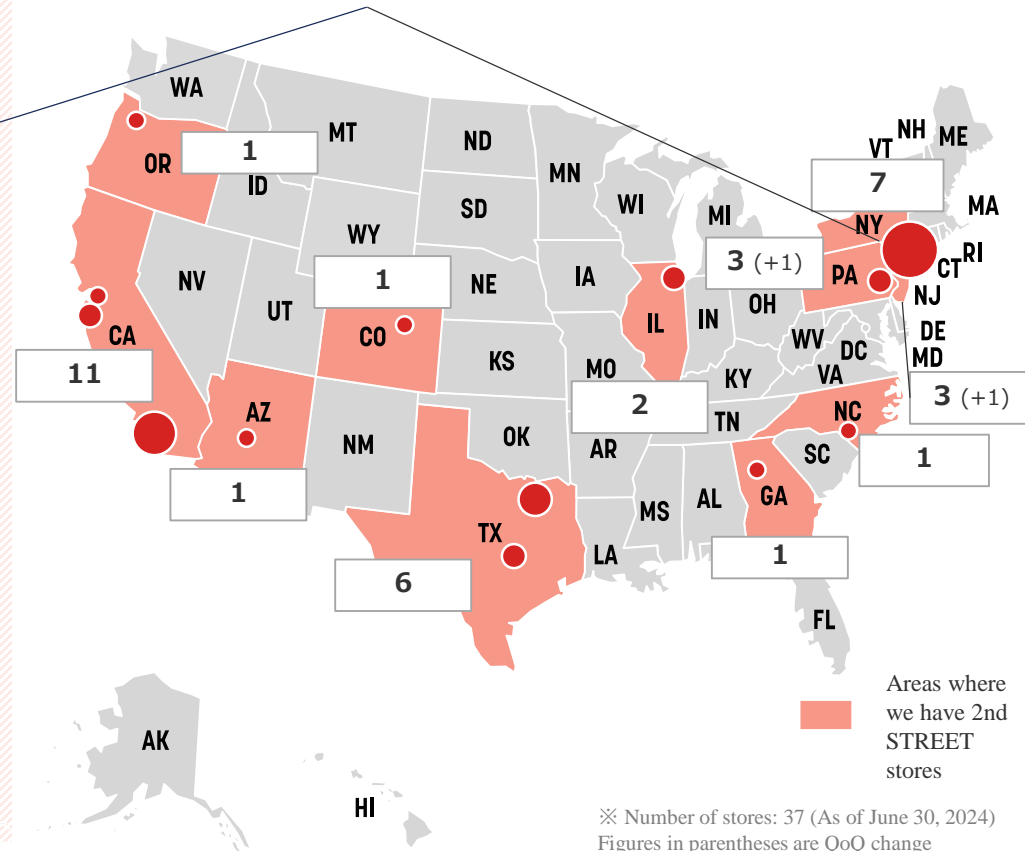 WA
MT
ND
MN
VT
NH
ME
OR
1
ID
SD
WI
MI
7
NY
MA
WY
1
NE
IA
3 (+1)
PA
CT
RI
NV
UT
CO
IL
IN
OH
NJ
CA
11
KS
MO
2
KY
WV
VA
DC
DE
MD
3 (+1)
AZ
1
NM
OK
AR
TN
NC
1
SC
TX
6
LA
MS
AL
GA
1
FL
AK
HI
Areas where
we have 2nd
STREET
stores
※ Number of stores: 37 (As of June 30, 2024)
Figures in parentheses are QoQ change